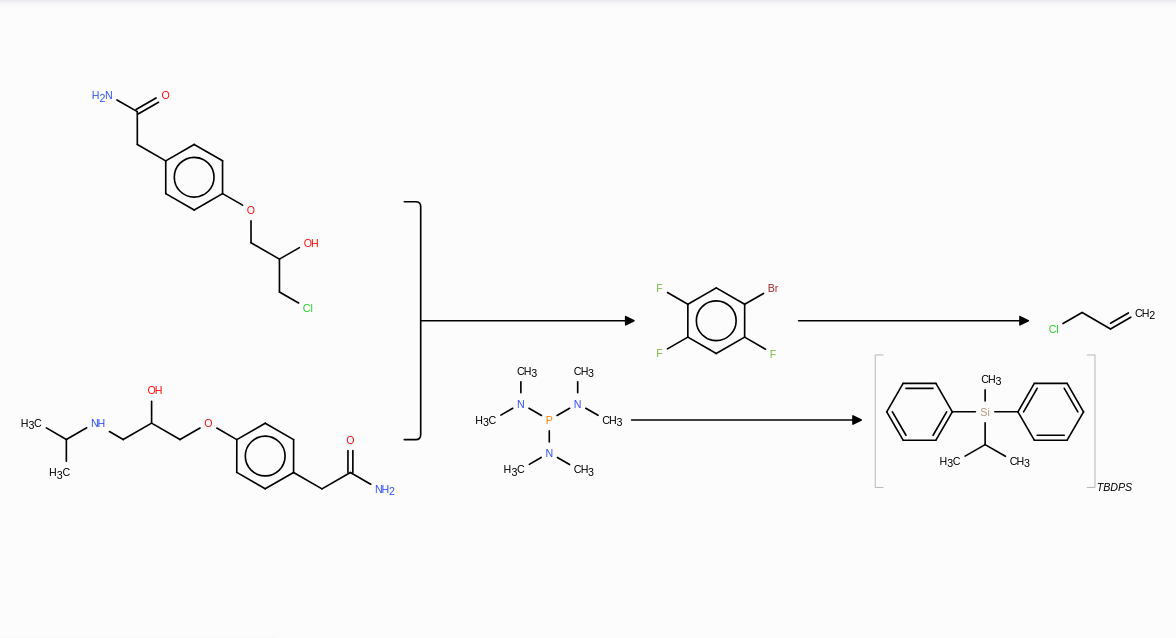 H2N
O
O
OH
Cl
F
Br
F
F
Cl
CH2
CH3
CH3
N
N
H3C
P
CH3
N
H3C
CH3
CH3
Si
H3C
CH3
TBDPS
OH
H3C
NH
O
H3C
O
NH2